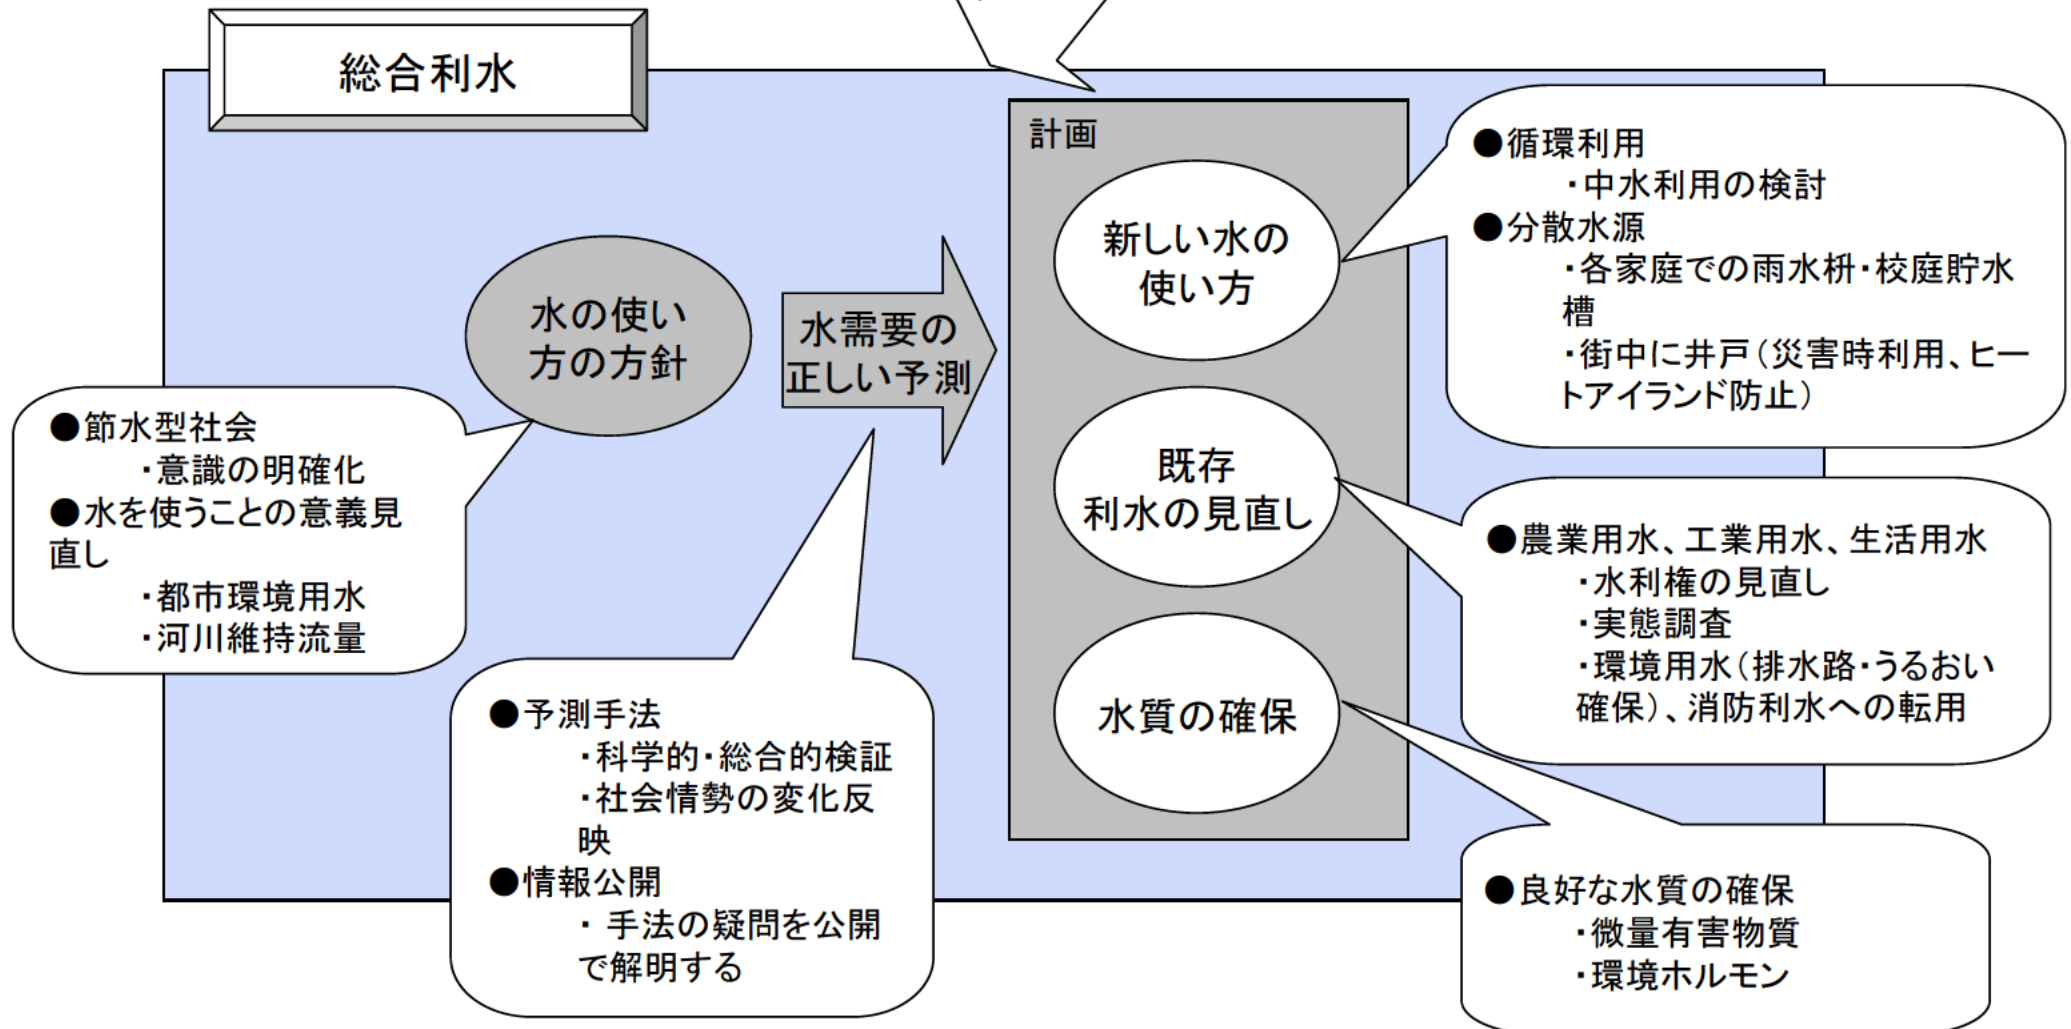 総合利水
計画
新しい水の
使い方
●循環利用
・中水利用の検討
●分散水源
・各家庭での雨水枡・校庭貯水
槽
・街中に井戸（災害時利用、ヒー
トアイランド防止）
水の使い
方の方針
水需要の
正しい予測
●節水型社会
・意識の明確化
●水を使うことの意義見
直し
・都市環境用水
・河川維持流量
既存
利水の見直し
●農業用水、工業用水、生活用水
・水利権の見直し
・実態調査
・環境用水（排水路・うるおい
確保）、消防利水への転用
●予測手法
・科学的・総合的検証
・社会情勢の変化反
映
●情報公開
・ 手法の疑問を公開
で解明する
水質の確保
●良好な水質の確保
・微量有害物質
・環境ホルモン